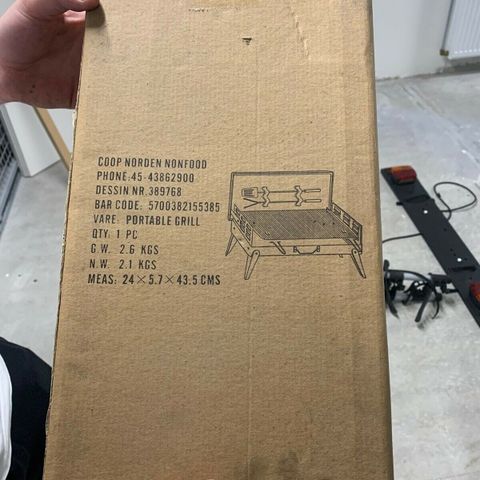 COOP NORDEN NONFOOD
PHONE:45-43862900
DESSIN NR.389768
BAR CODE: 5700382155385
VARE: PORTABLE GRILL
QTY: 1 PC
G.W. 2.6 KGS
N.W. 2.1 KGS
MEAS: 24×5.7×43.5 CMS